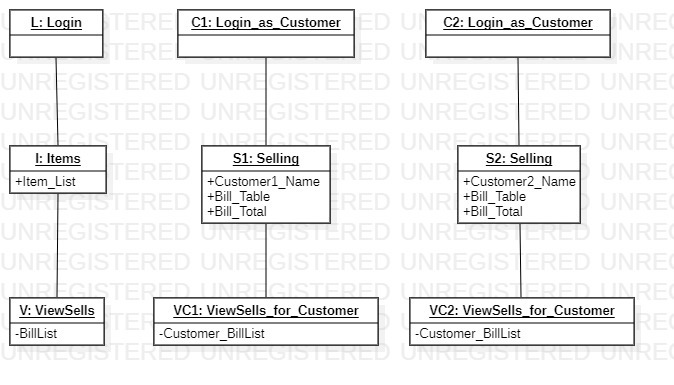 L: Login
C1: Login_as_Customer
C2: Login_as_Customer
I: Items
+Item_List
S1: Selling
+Customer1_Name
+Bill_Table
+Bill_Total
S2: Selling
+Customer2_Name
+Bill_Table
+Bill_Total
V: ViewSells
-BillList
VC1: ViewSells_for_Customer
-Customer_BillList
VC2: ViewSells_for_Customer
-Customer_BillList
UNREGISTERED